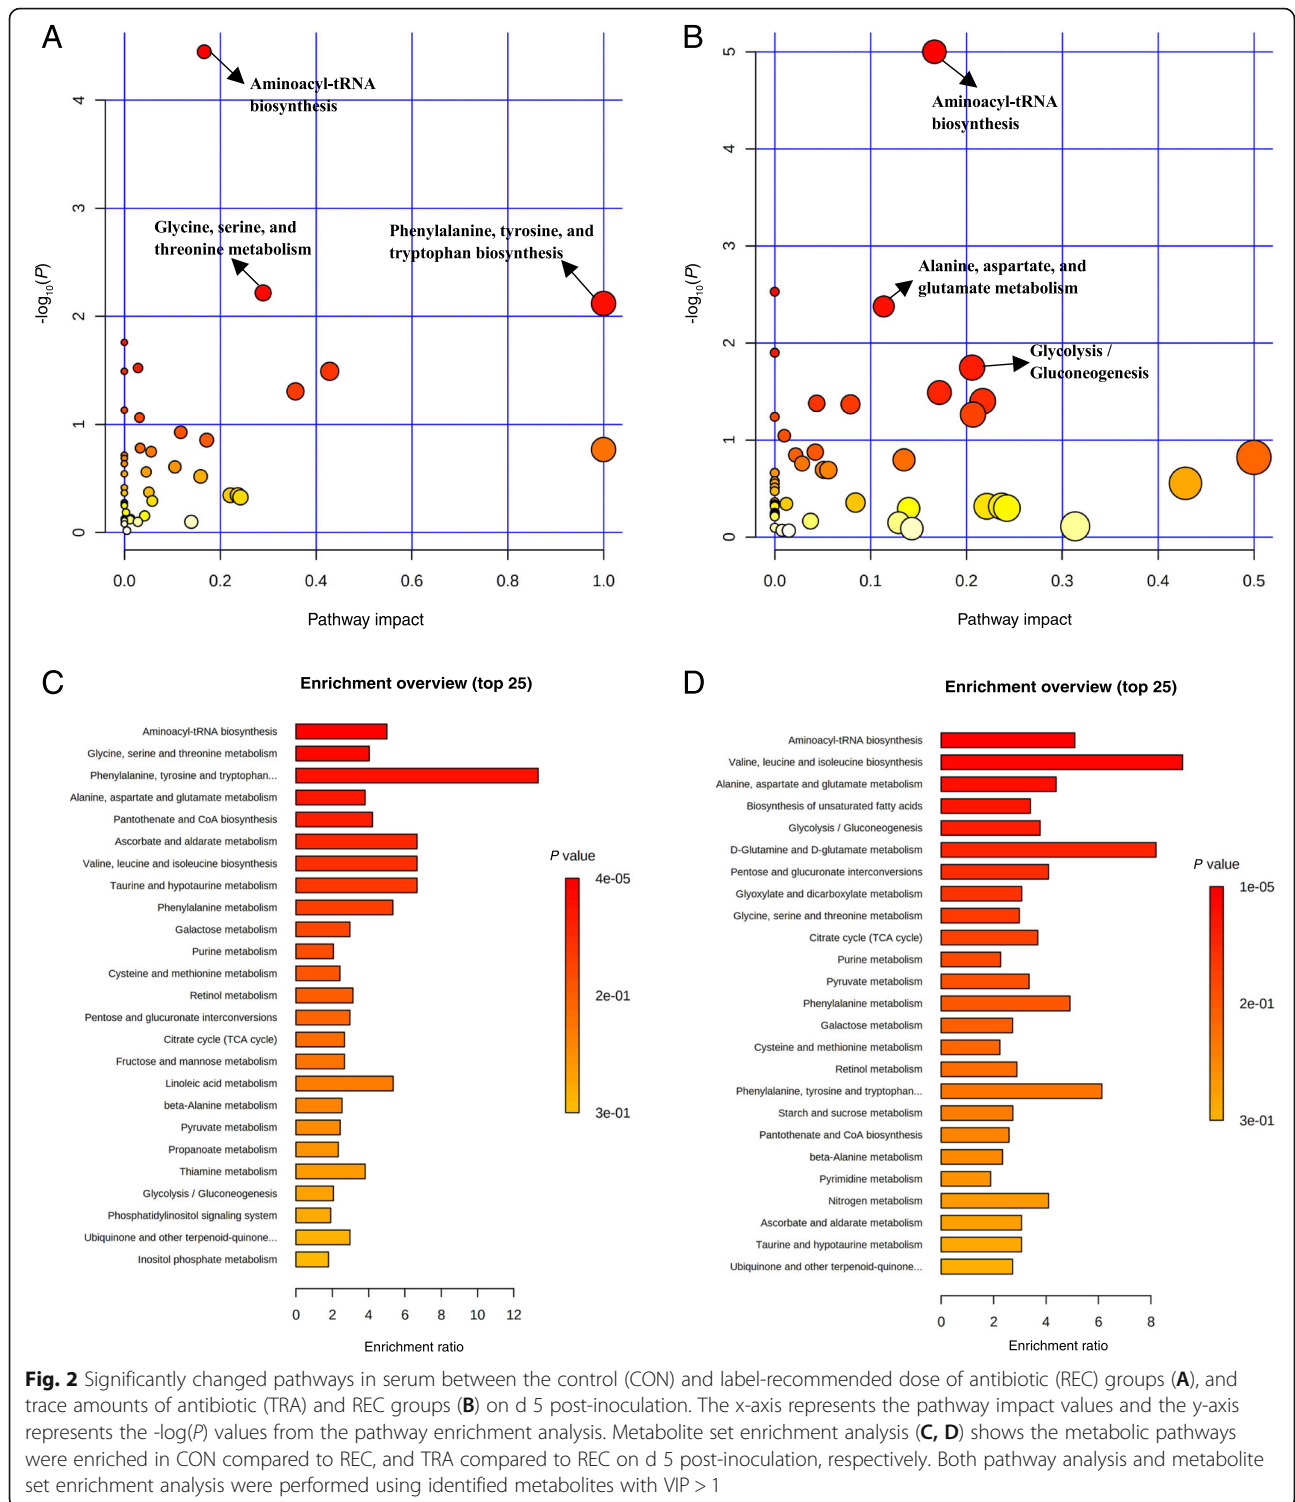 A
-log10(P)
Aminoacyl-tRNA
biosynthesis
Glycine, serine, and
threonine metabolism
Phenylalanine, tyrosine, and
tryptophan biosynthesis
4
3
2
1
0
0.0 0.2 0.4 0.6 0.8 1.0
Pathway impact
B
-log10(P)
Aminoacyl-tRNA
biosynthesis
Alanine, aspartate, and
glutamate metabolism
Glycolysis /
Gluconeogenesis
5
4
3
2
1
0
0.0 0.1 0.2 0.3 0.4 0.5
Pathway impact
C
Enrichment overview (top 25)
Aminoacyl-tRNA biosynthesis
Glycine, serine and threonine metabolism
Phenylalanine, tyrosine and tryptophan...
Alanine, aspartate and glutamate metabolism
Pantothenate and CoA biosynthesis
Ascorbate and aldarate metabolism
Valine, leucine and isoleucine biosynthesis
Taurine and hypotaurine metabolism
Phenylalanine metabolism
Galactose metabolism
Purine metabolism
Cysteine and methionine metabolism
Retinol metabolism
Pentose and glucuronate interconversions
Citrate cycle (TCA cycle)
Fructose and mannose metabolism
Linoleic acid metabolism
beta-Alanine metabolism
Pyruvate metabolism
Propanoate metabolism
Thiamine metabolism
Glycolysis / Gluconeogenesis
Phosphatidylinositol signaling system
Ubiquinone and other terpenoid-quinone...
Inositol phosphate metabolism
P value
4e-05
2e-01
3e-01
0 2 4 6 8 10 12
Enrichment ratio
D
Enrichment overview (top 25)
Aminoacyl-tRNA biosynthesis
Valine, leucine and isoleucine biosynthesis
Alanine, aspartate and glutamate metabolism
Biosynthesis of unsaturated fatty acids
Glycolysis / Gluconeogenesis
D-Glutamine and D-glutamate metabolism
Pentose and glucuronate interconversions
Glyoxylate and dicarboxylate metabolism
Glycine, serine and threonine metabolism
Citrate cycle (TCA cycle)
Purine metabolism
Pyruvate metabolism
Phenylalanine metabolism
Galactose metabolism
Cysteine and methionine metabolism
Retinol metabolism
Phenylalanine, tyrosine and tryptophan...
Starch and sucrose metabolism
Pantothenate and CoA biosynthesis
beta-Alanine metabolism
Pyrimidine metabolism
Nitrogen metabolism
Ascorbate and aldarate metabolism
Taurine and hypotaurine metabolism
Ubiquinone and other terpenoid-quinone...
P value
1e-05
2e-01
3e-01
0 2 4 6 8
Enrichment ratio
Fig. 2 Significantly changed pathways in serum between the control (CON) and label-recommended dose of antibiotic (REC) groups (A), and
trace amounts of antibiotic (TRA) and REC groups (B) on d 5 post-inoculation. The x-axis represents the pathway impact values and the y-axis
represents the -log(P) values from the pathway enrichment analysis. Metabolite set enrichment analysis (C, D) shows the metabolic pathways
were enriched in CON compared to REC, and TRA compared to REC on d 5 post-inoculation, respectively. Both pathway analysis and metabolite
set enrichment analysis were performed using identified metabolites with VIP > 1